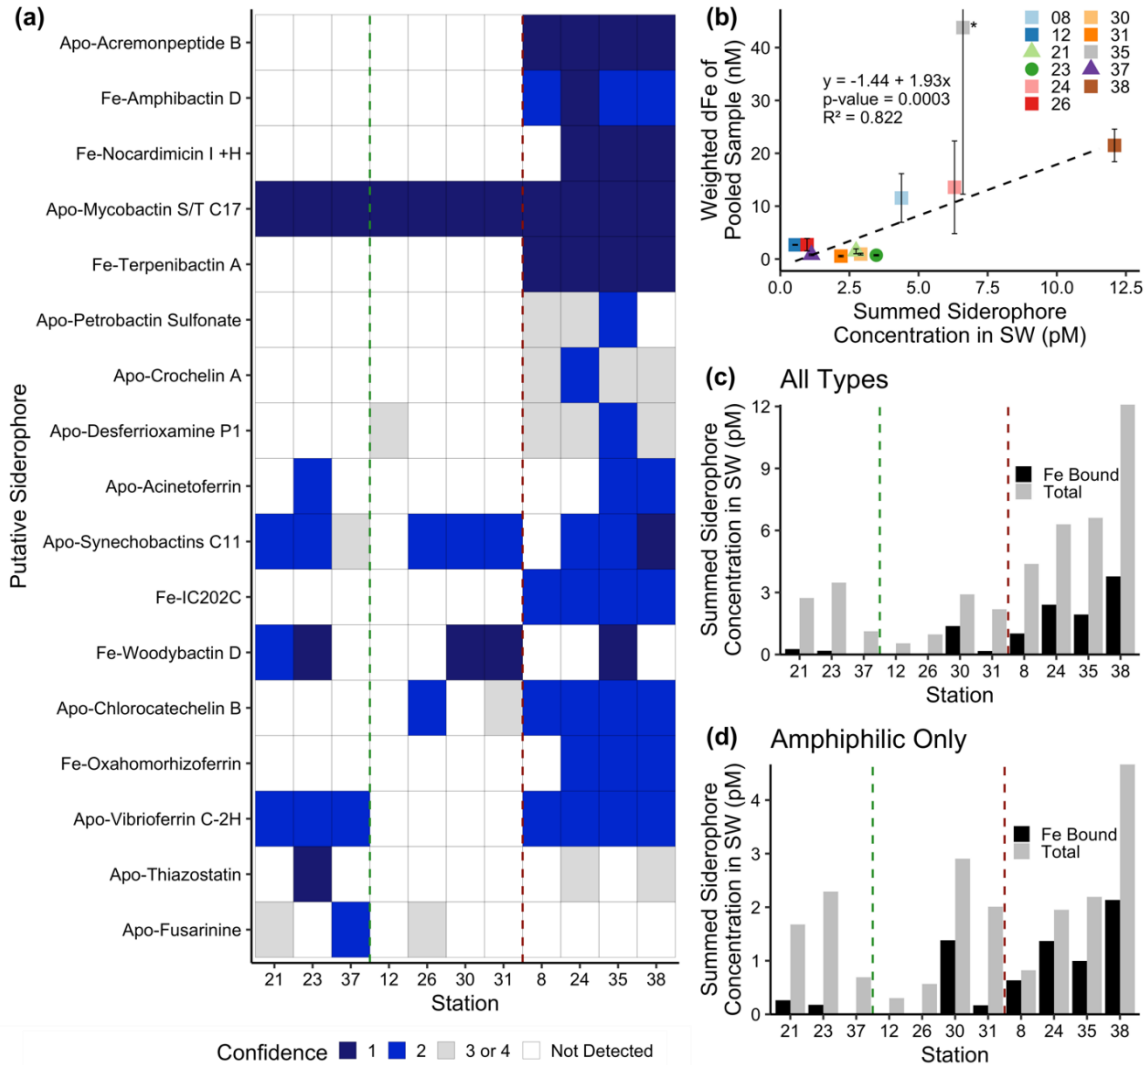 (a)
Apo-Acremonpeptide B
Fe-Amphibactin D
Fe-Nocardimicin I +H
Apo-Mycobactin S/T C17
Fe-Terpenibactin A
Apo-Petrobactin Sulfonate
Apo-Crochelin A
Apo-Desferrioxamine P1
Apo-Acinetoferrin
Apo-Synechobactins C11
Fe-IC202C
Fe-Woodybactin D
Apo-Chlorocatechelin B
Fe-Oxahomorhizoferrin
Apo-Vibrioferrin C-2H
Apo-Thiazostatin
Apo-Fusarinine
Putative Siderophore
21 23 37 12 26 30 31 8 24 35 38
Station
Confidence 1 2 3 or 4 Not Detected
(b)
Weighted dFe of
Pooled Sample (nM)
40
30
20
10
0
y = -1.44 + 1.93x
p-value = 0.0003
R² = 0.822
*
08 30
12 31
21 35
23 37
24 38
26
0.0 2.5 5.0 7.5 10.0 12.5
Summed Siderophore
Concentration in SW (pM)
(c) All Types
Summed Siderophore
Concentration in SW (pM)
12
9
6
3
0
Fe Bound
Total
21 23 37 12 26 30 31 8 24 35 38
Station
(d) Amphiphilic Only
Summed Siderophore
Concentration in SW (pM)
4
3
2
1
0
Fe Bound
Total
21 23 37 12 26 30 31 8 24 35 38
Station